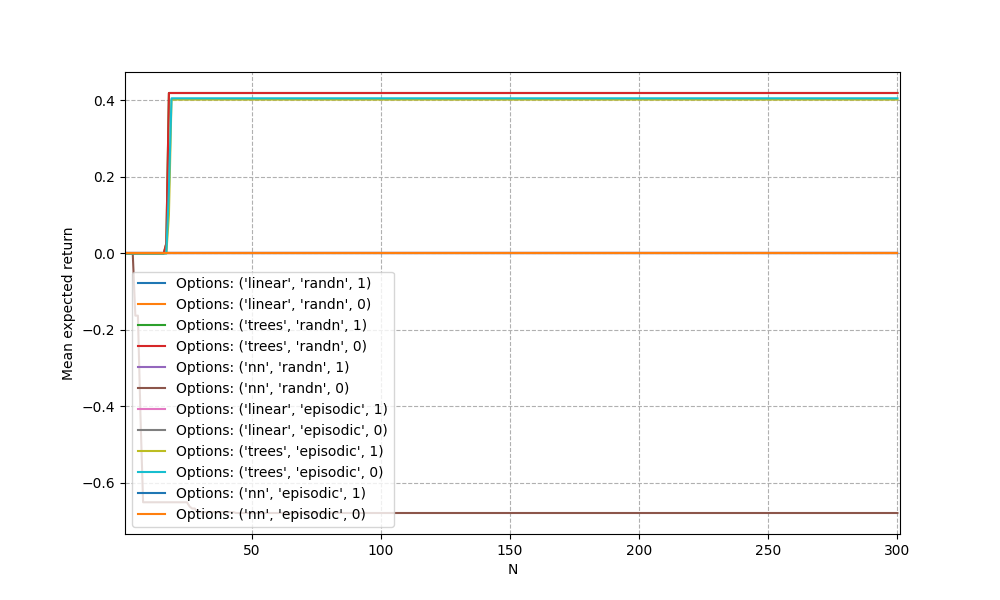 0.4
0.2
0.0
−0.2
−0.4
−0.6
Mean expected return
Options: ('linear', 'randn', 1)
Options: ('linear', 'randn', 0)
Options: ('trees', 'randn', 1)
Options: ('trees', 'randn', 0)
Options: ('nn', 'randn', 1)
Options: ('nn', 'randn', 0)
Options: ('linear', 'episodic', 1)
Options: ('linear', 'episodic', 0)
Options: ('trees', 'episodic', 1)
Options: ('trees', 'episodic', 0)
Options: ('nn', 'episodic', 1)
Options: ('nn', 'episodic', 0)
50 100 150 200 250 300
N